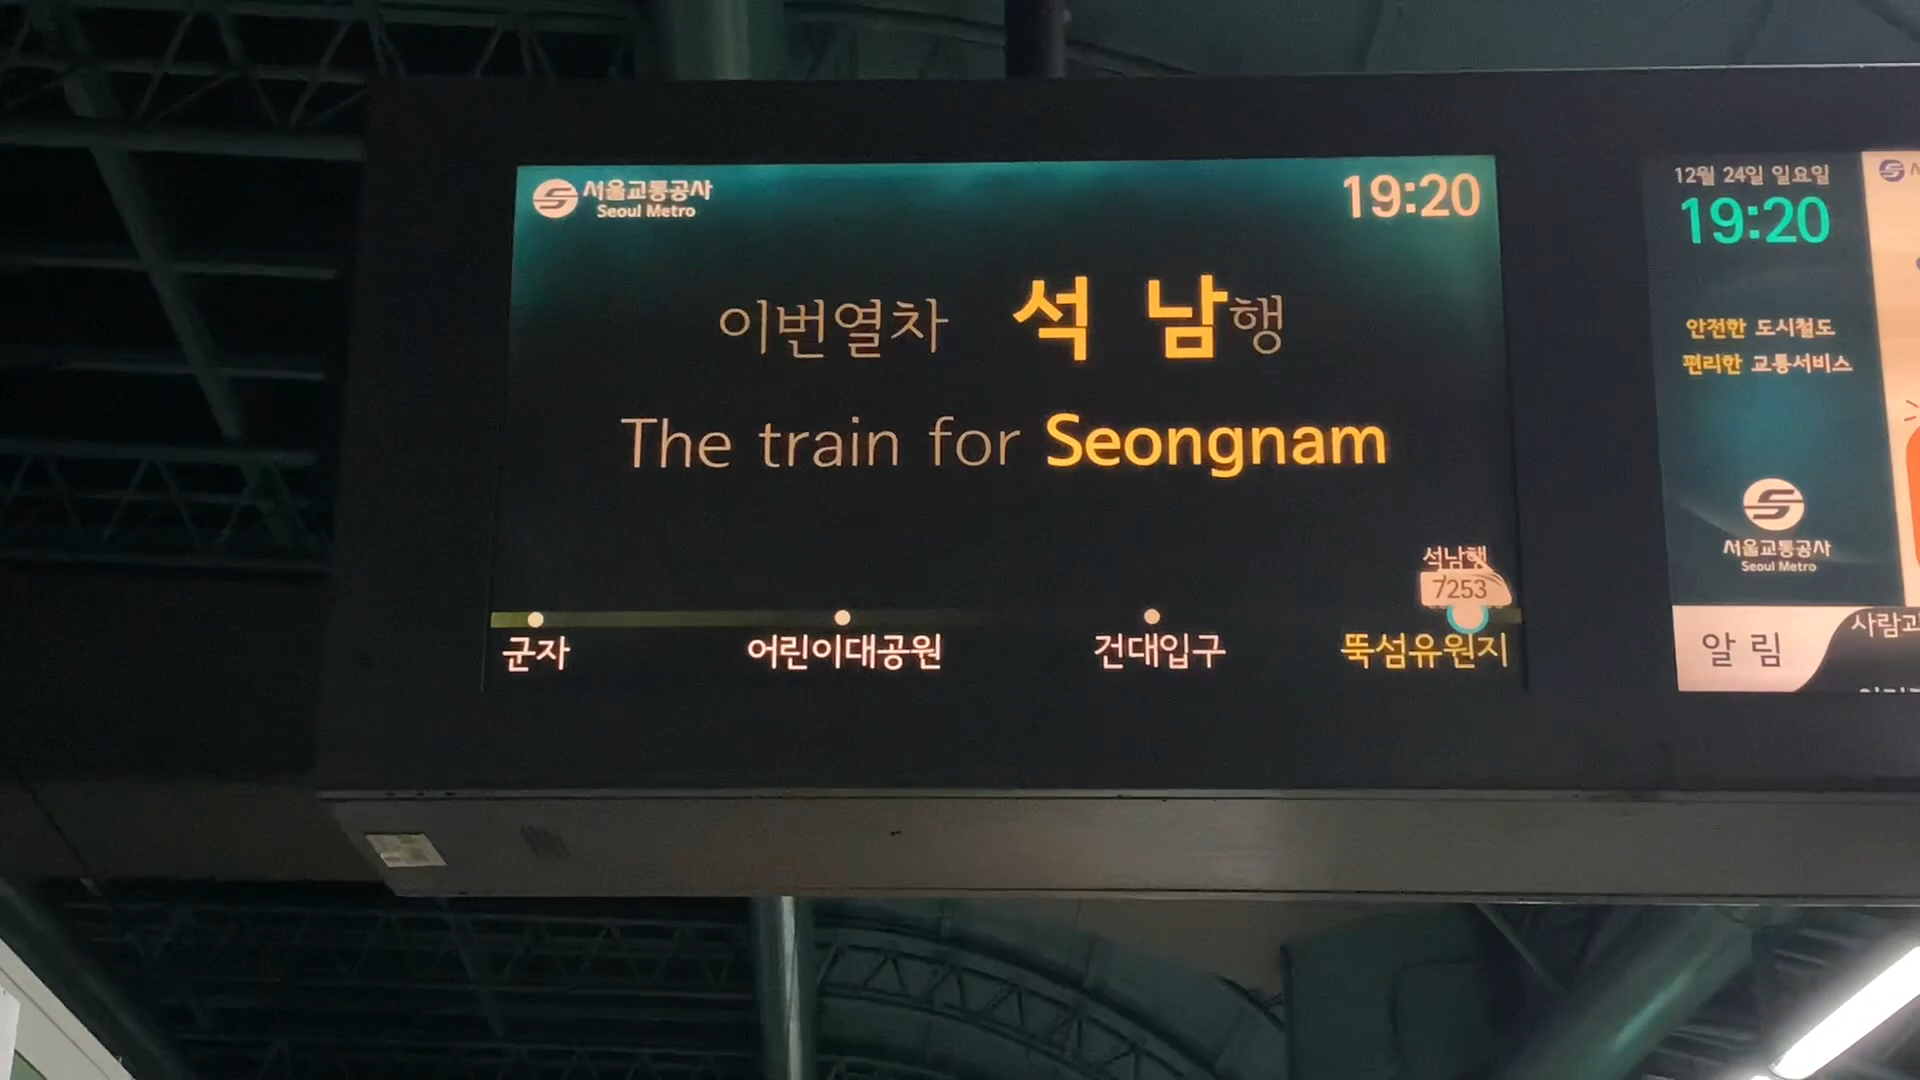 서울교통공사
Seoul Metro
19:20
이번열차 석 남행
The train for Seongnam
석남행
7253
군자 어린이대공원 건대입구 뚝섬유원지
12월 24일 일요일
19:20
안전한 도시철도
편리한 교통서비스
서울교통공사
Seoul Metro
알 림